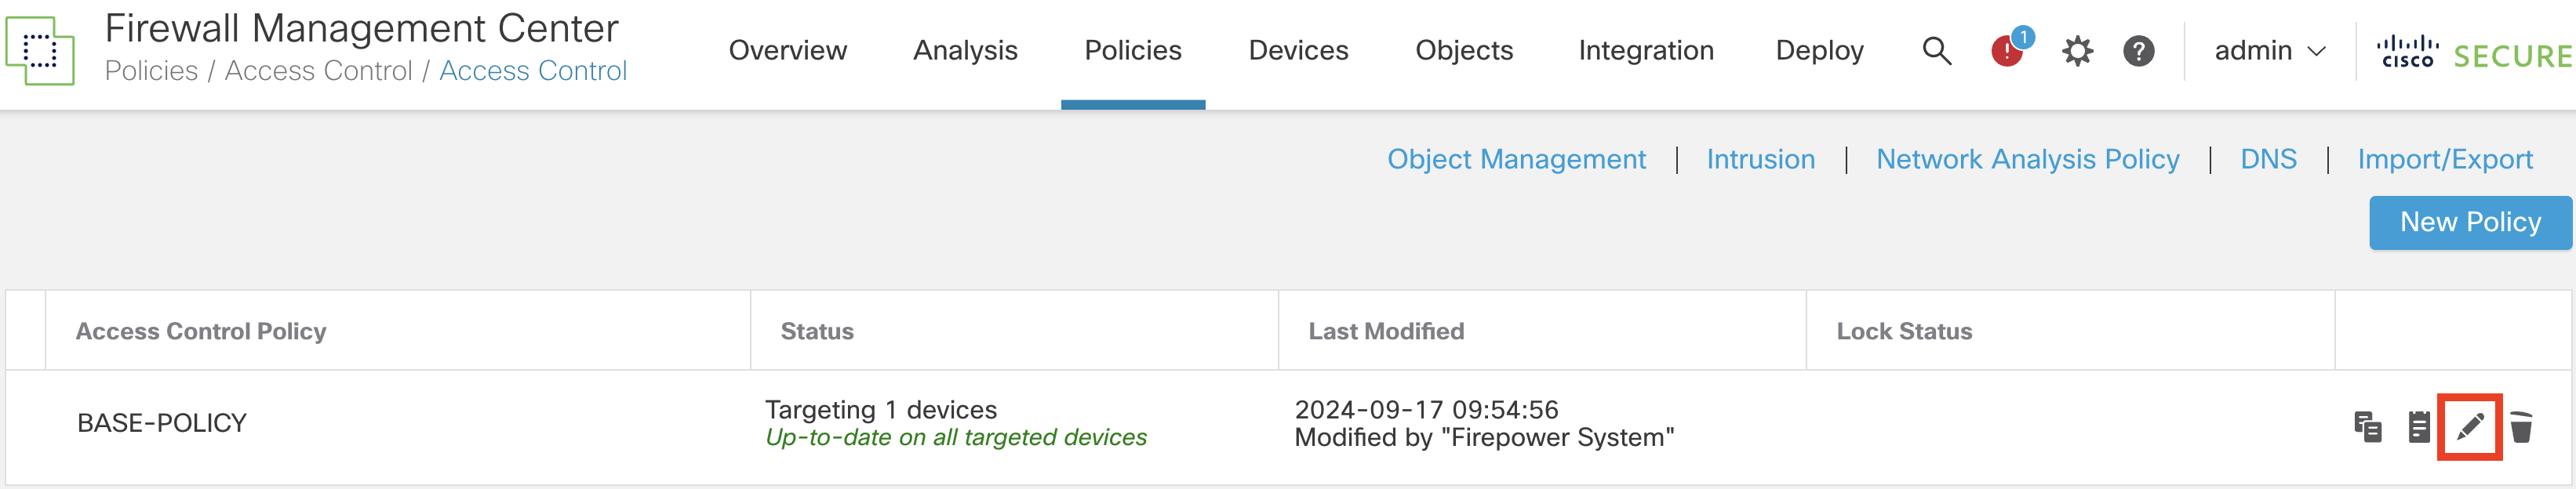 Firewall Management Center
Policies / Access Control / Access Control
Overview Analysis Policies Devices Objects Integration Deploy 1 admin CISCO SECURE
Object Management | Intrusion | Network Analysis Policy | DNS | Import/Export
New Policy
Access Control Policy Status Last Modified Lock Status
BASE-POLICY
Targeting 1 devices
Up-to-date on all targeted devices
2024-09-17 09:54:56
Modified by "Firepower System"